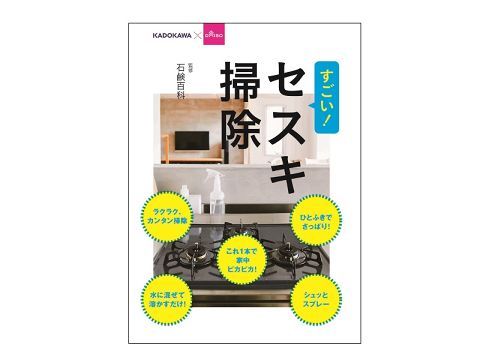 KADOKAWA × DAISO
すごい!
セスキ
掃除
監修
石鹸百科
ラクラク、
カンタン掃除
ひとふきで
さっぱり!
これ1本で
家中
ピカピカ!
水に混ぜて
溶かすだけ!
シュッと
スプレー